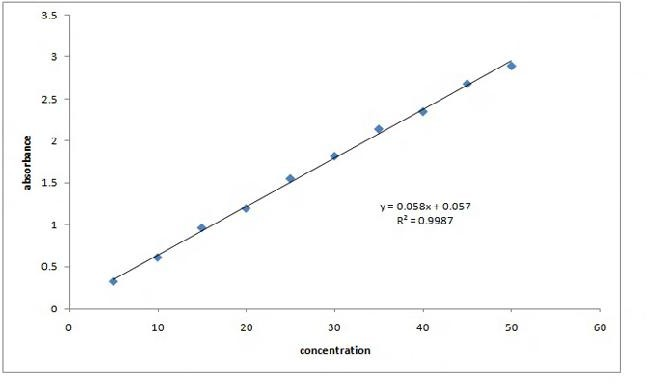 3.5
3
2.5
2
1.5
1
0.5
0
absorbance
y = 0.058x + 0.057
R² = 0.9987
0 10 20 30 40 50 60
concentration